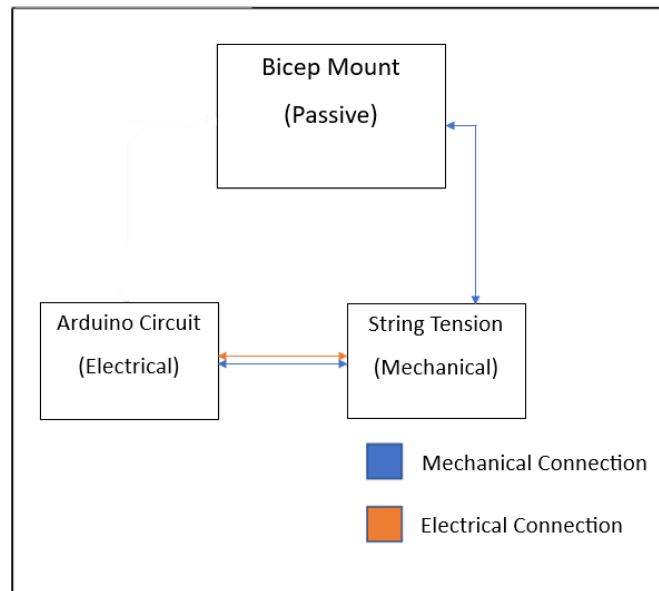 Bicep Mount
(Passive)
Arduino Circuit
(Electrical)
String Tension
(Mechanical)
Mechanical Connection
Electrical Connection